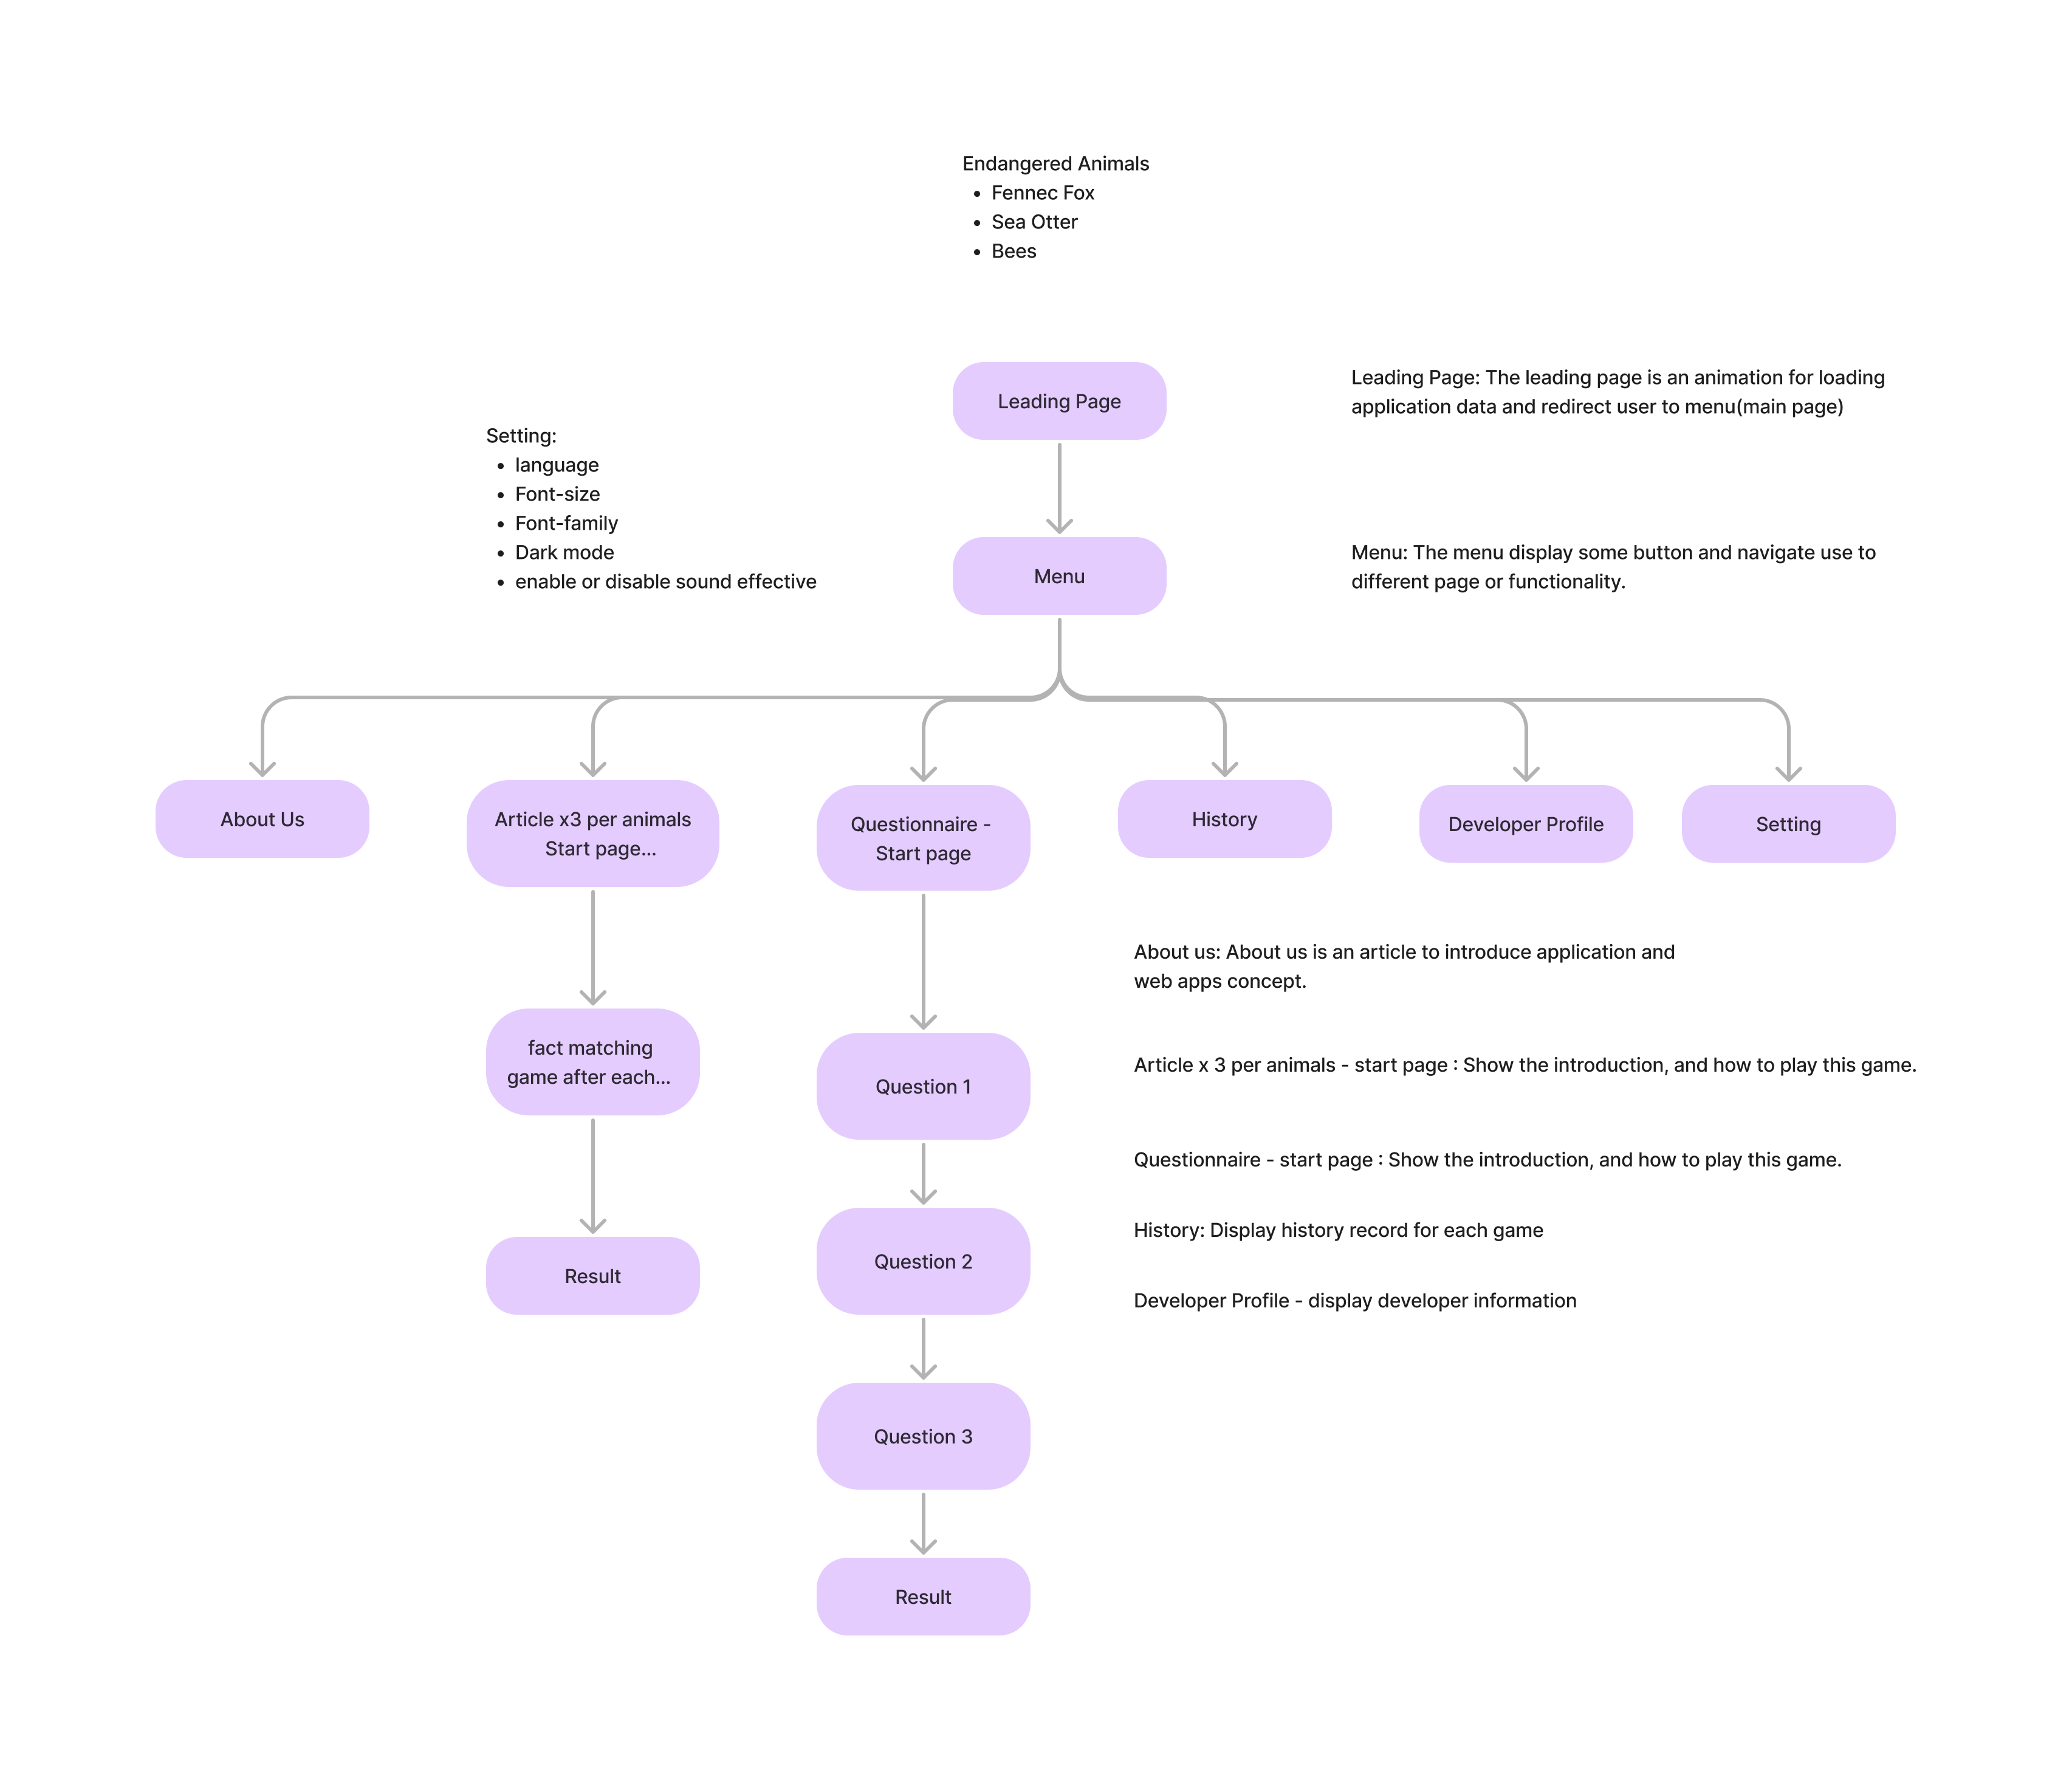 Endangered Animals
• Fennec Fox
• Sea Otter
• Bees
Leading Page
Leading Page: The leading page is an animation for loading
application data and redirect user to menu(main page)
Setting:
• language
• Font-size
• Font-family
• Dark mode
• enable or disable sound effective
Menu
Menu: The menu display some button and navigate use to
different page or functionality.
About Us
Article x3 per animals
Start page...
Questionnaire -
Start page
History
Developer Profile
Setting
fact matching
game after each...
Result
Question 1
Question 2
Question 3
Result
About us: About us is an article to introduce application and
web apps concept.
Article x 3 per animals - start page : Show the introduction, and how to play this game.
Questionnaire - start page : Show the introduction, and how to play this game.
History: Display history record for each game
Developer Profile - display developer information